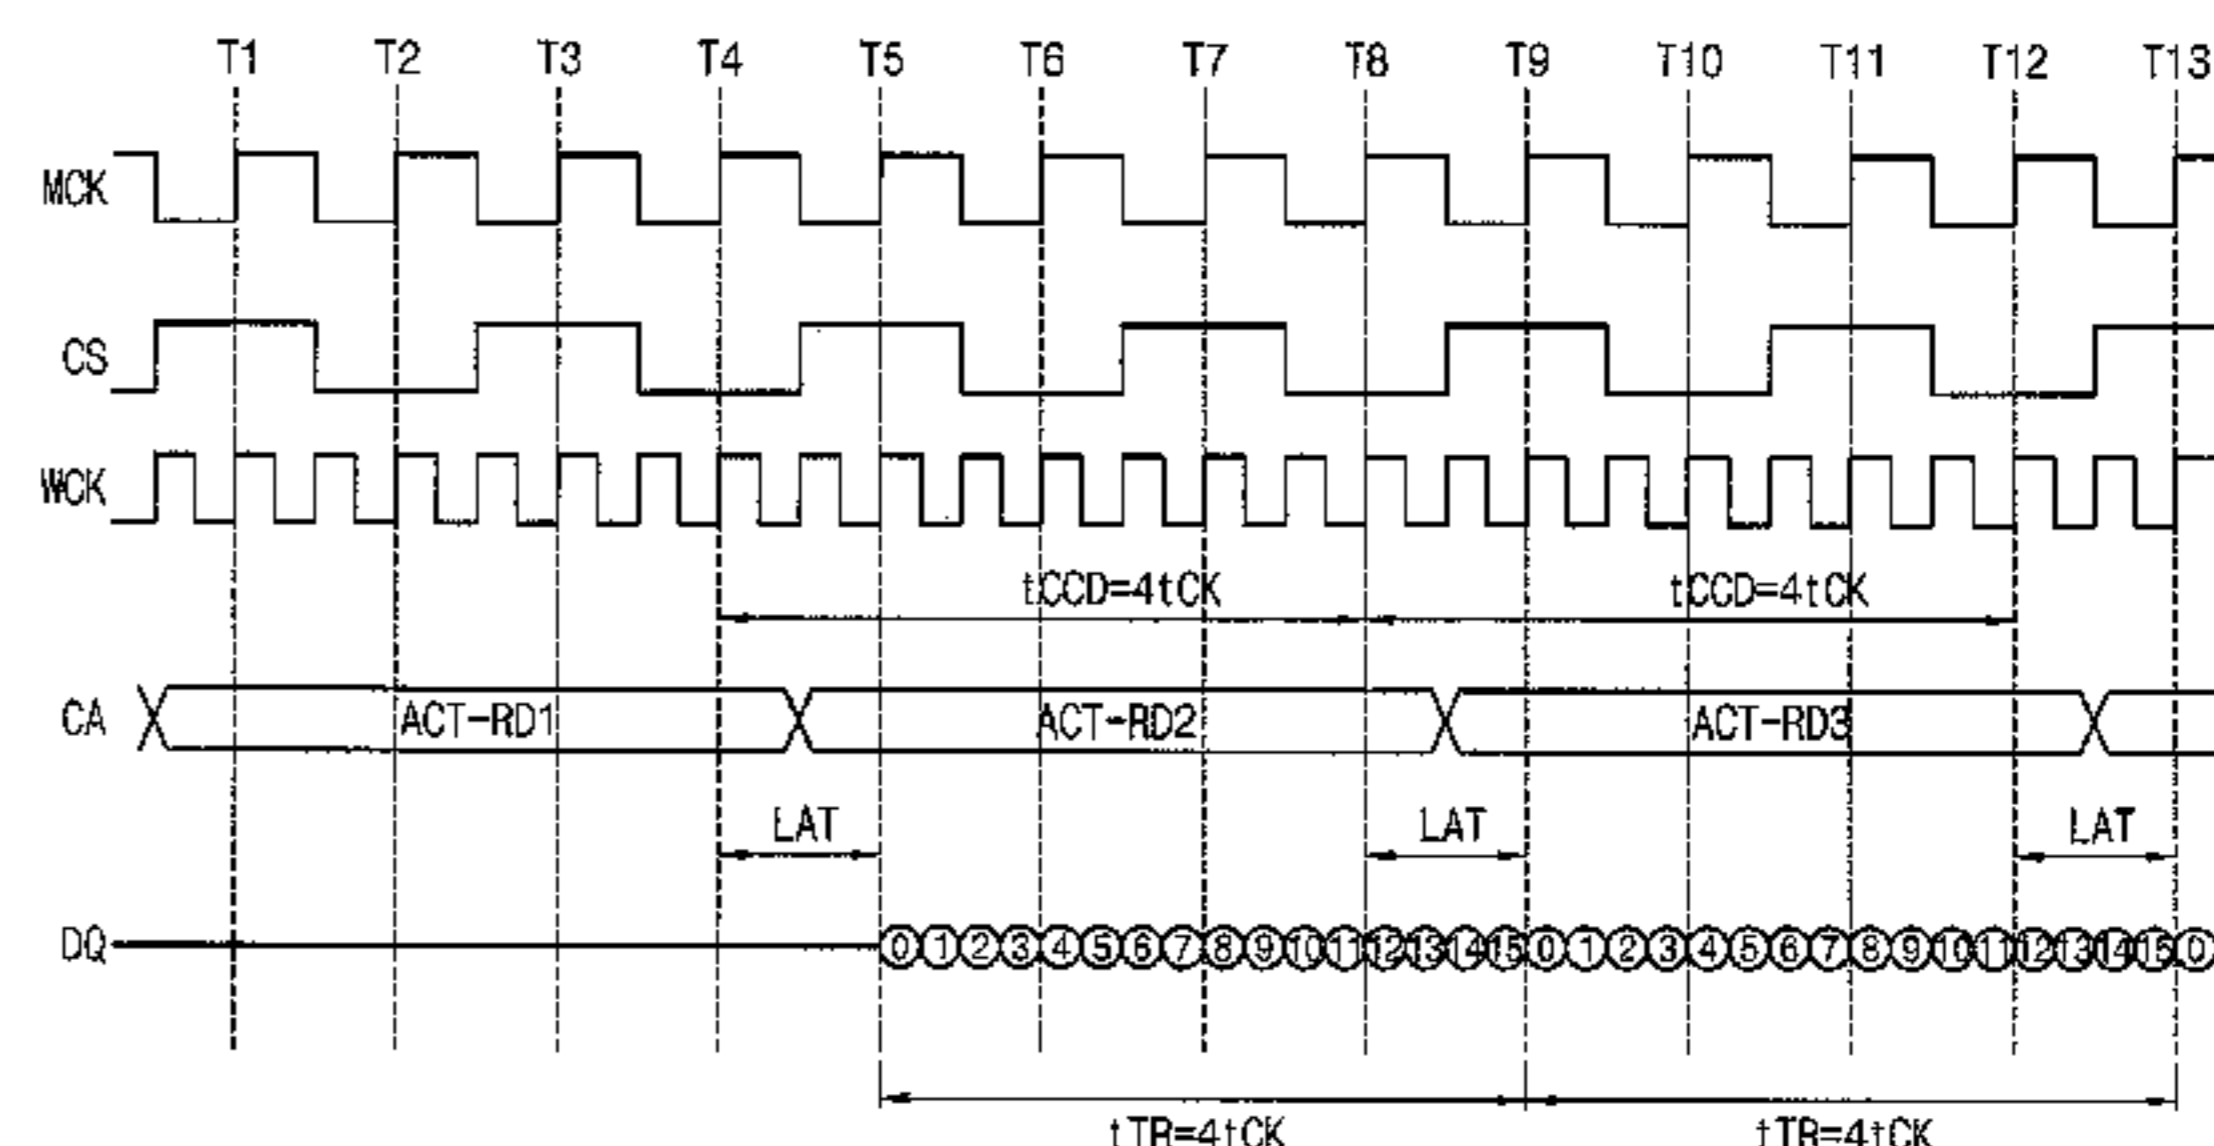 T1 T2 T3 T4 T5 T6 T7 T8 T9 T10 T11 T12 T13
MCK
CS
WCK
tCCD=4tCK tCCD=4tCK
CA ACT-RD1 ACT-RD2 ACT-RD3
LAT LAT LAT
DQ 0 1 2 3 4 5 6 7 8 9 10 11 12 13 14 15 0 1 2 3 4 5 6 7 8 9 10 11 12 13 14 15 0
tTR=4tCK tTR=4tCK